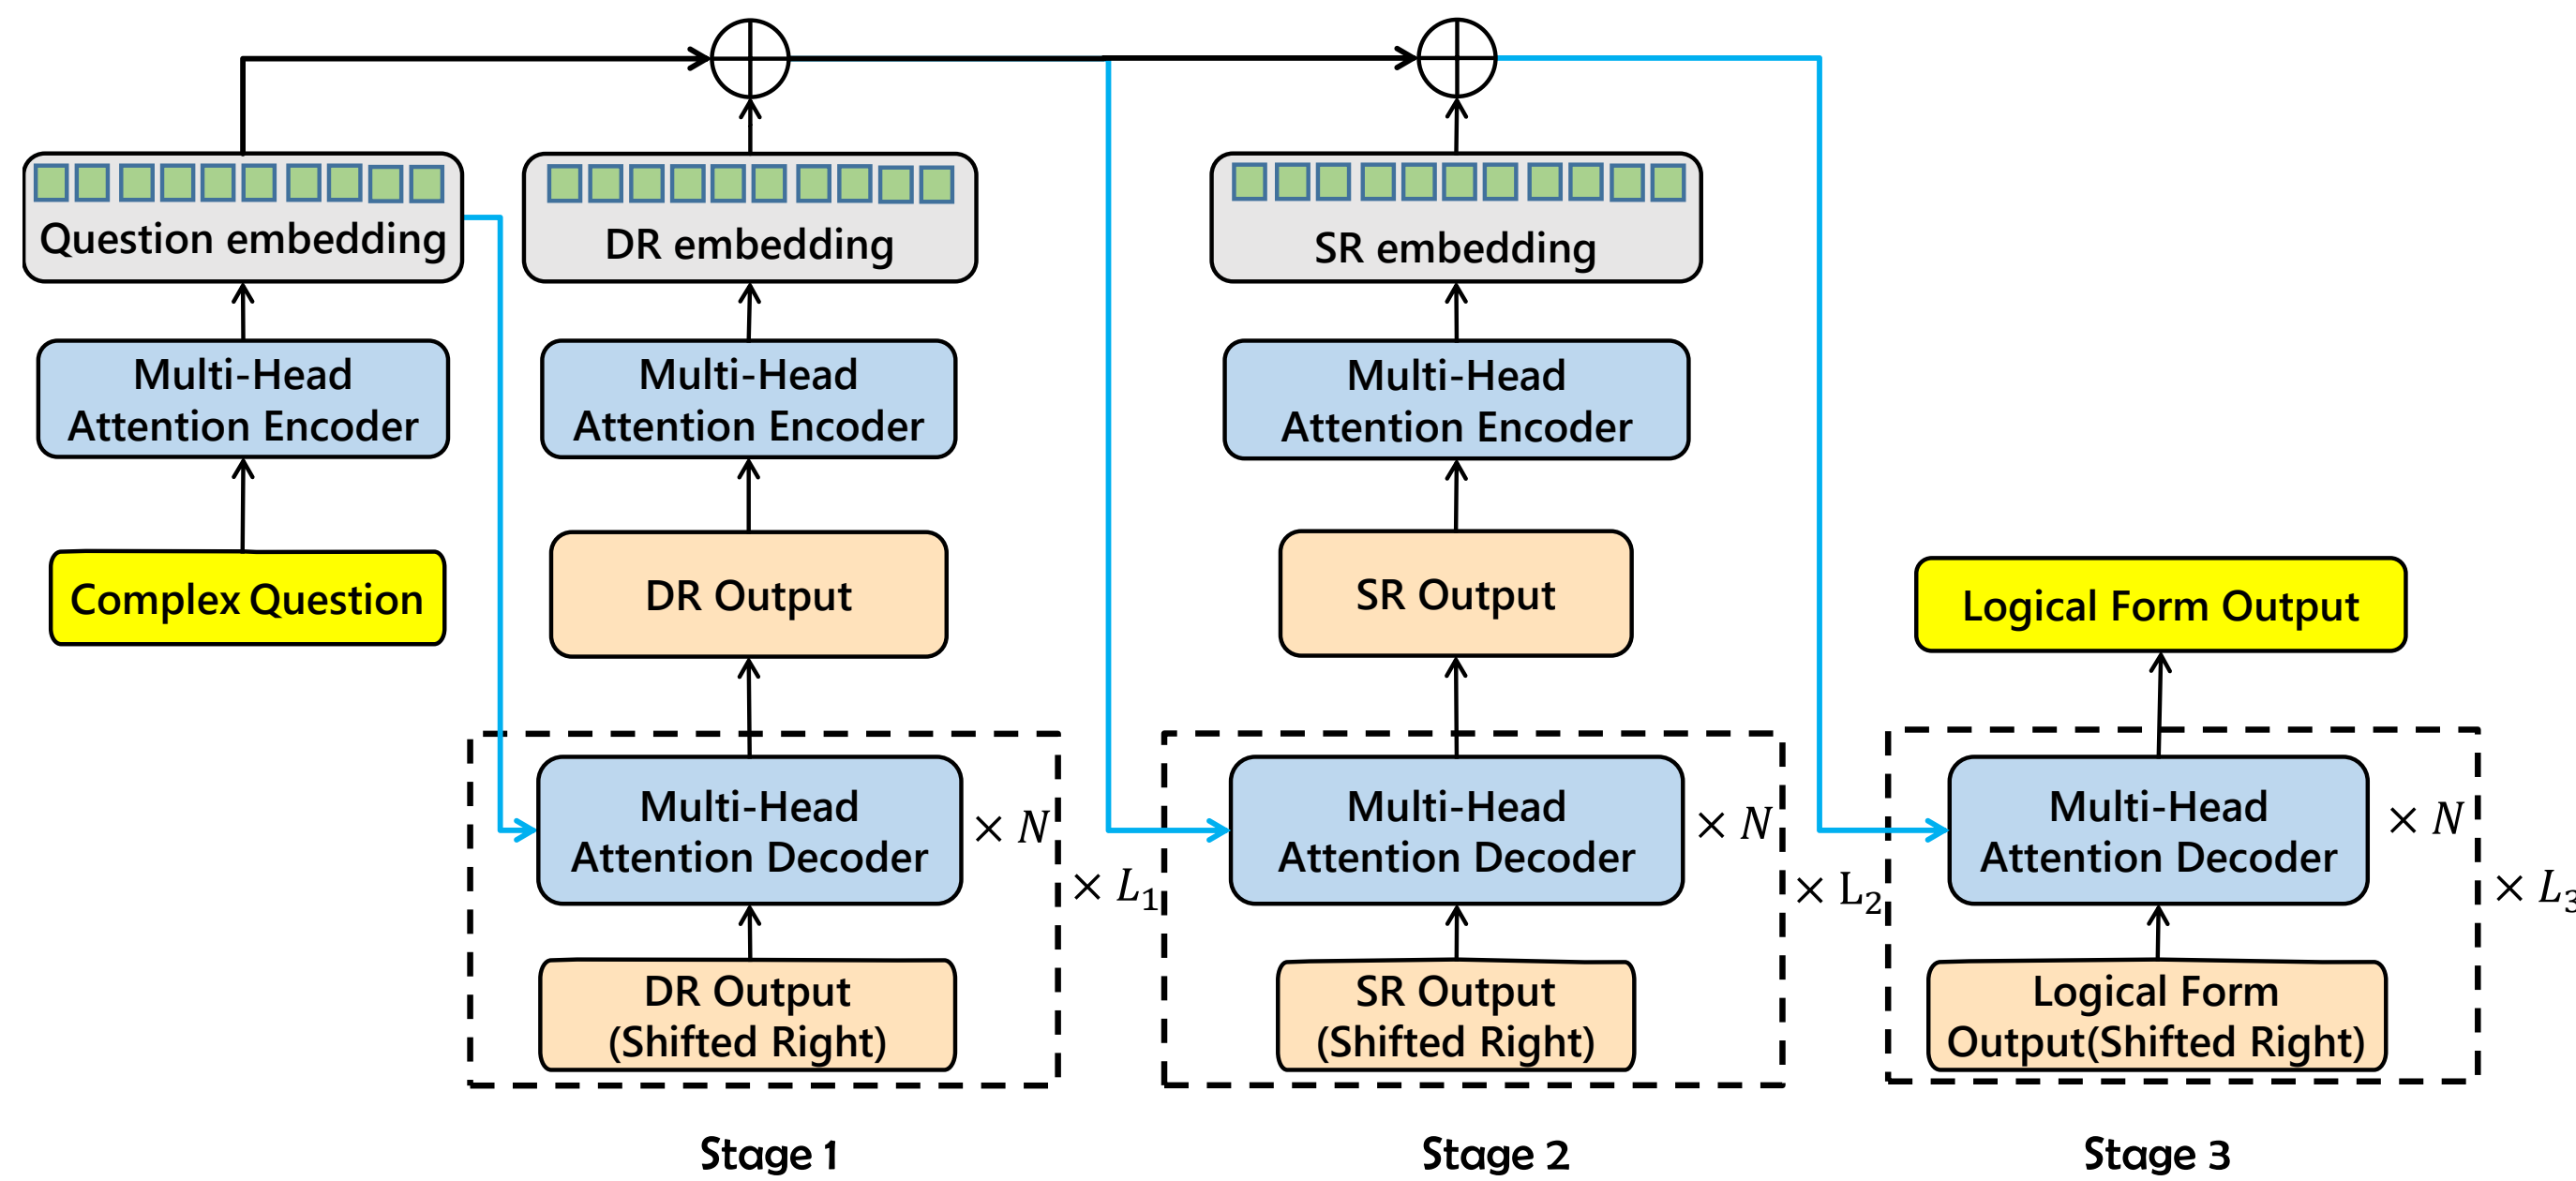 Question embedding
Multi-Head
Attention Encoder
Complex Question
DR embedding
Multi-Head
Attention Encoder
DR Output
Multi-Head
Attention Decoder
× N
× L₁
DR Output
(Shifted Right)
Stage 1
SR embedding
Multi-Head
Attention Encoder
SR Output
Multi-Head
Attention Decoder
× N
× L₂
SR Output
(Shifted Right)
Stage 2
Logical Form Output
Multi-Head
Attention Decoder
× N
× L₃
Logical Form
Output(Shifted Right)
Stage 3